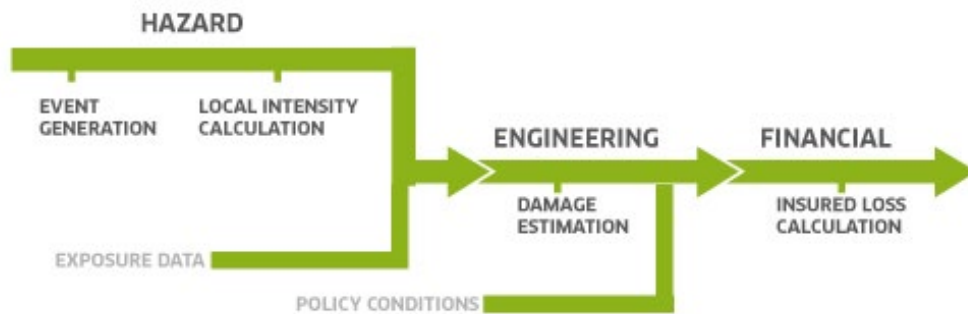 HAZARD
EVENT
GENERATION
LOCAL INTENSITY
CALCULATION
ENGINEERING
FINANCIAL
DAMAGE
ESTIMATION
INSURED LOSS
CALCULATION
EXPOSURE DATA
POLICY CONDITIONS